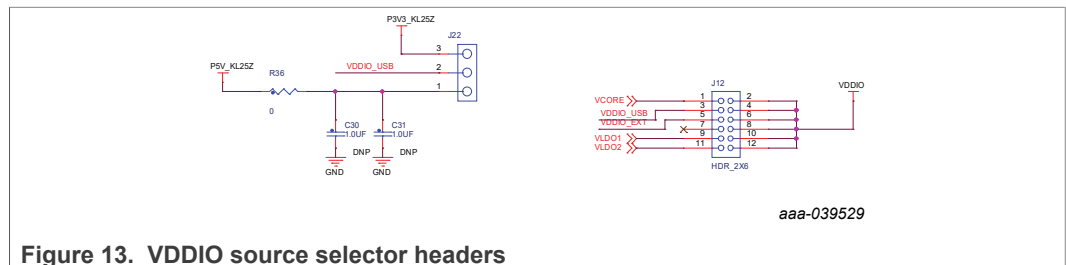 P3V3_KL25Z
J22
3
P5V_KL25Z
R36
VDDIO_USB
2
1
0
C30
1.0UF
DNP
GND
C31
1.0UF
DNP
GND
J12
VDDIO
VCORE
1 2
VDDIO_USB
3 4
VDDIO_EXT
5 6
7 8
VLDO1
9 10
VLDO2
11 12
HDR_2X6
aaa-039529
Figure 13. VDDIO source selector headers